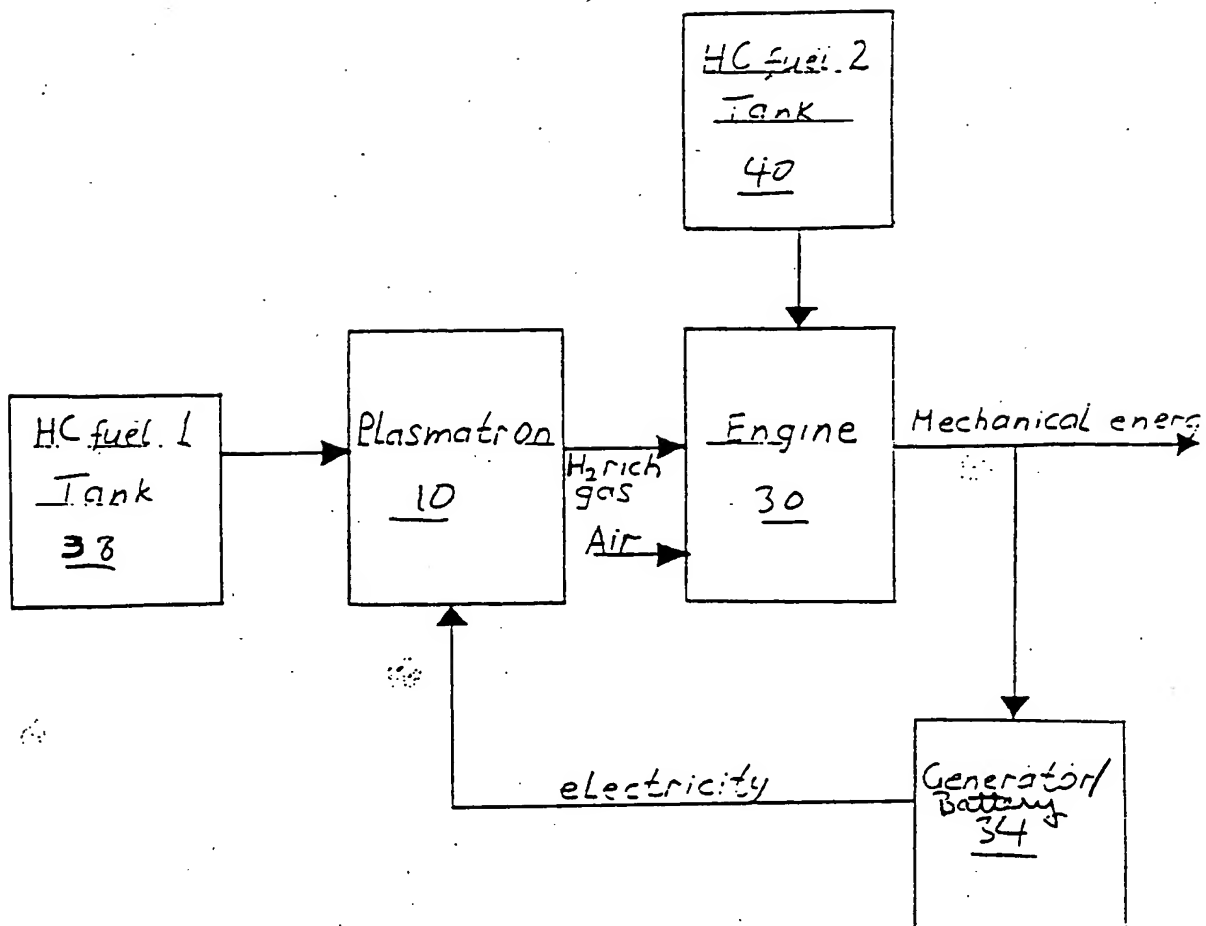 HC fuel 2
Tank
40
HC fuel 1
Tank
38
Plasmatron
10
H₂ rich
gas
Air
Engine
30
Mechanical energ
electricity
Generator/
Battary
34